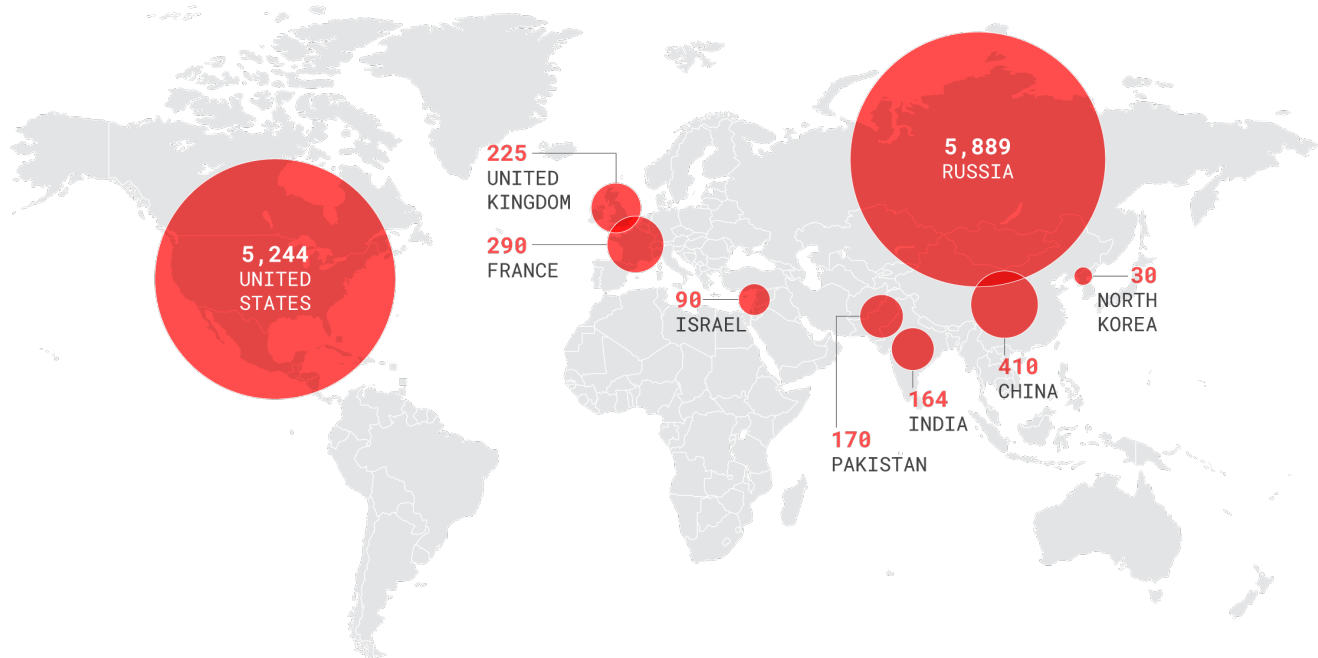 5,889
RUSSIA
225
UNITED
KINGDOM
5,244
UNITED
STATES
290
FRANCE
90
ISRAEL
30
NORTH
KOREA
410
CHINA
164
INDIA
170
PAKISTAN